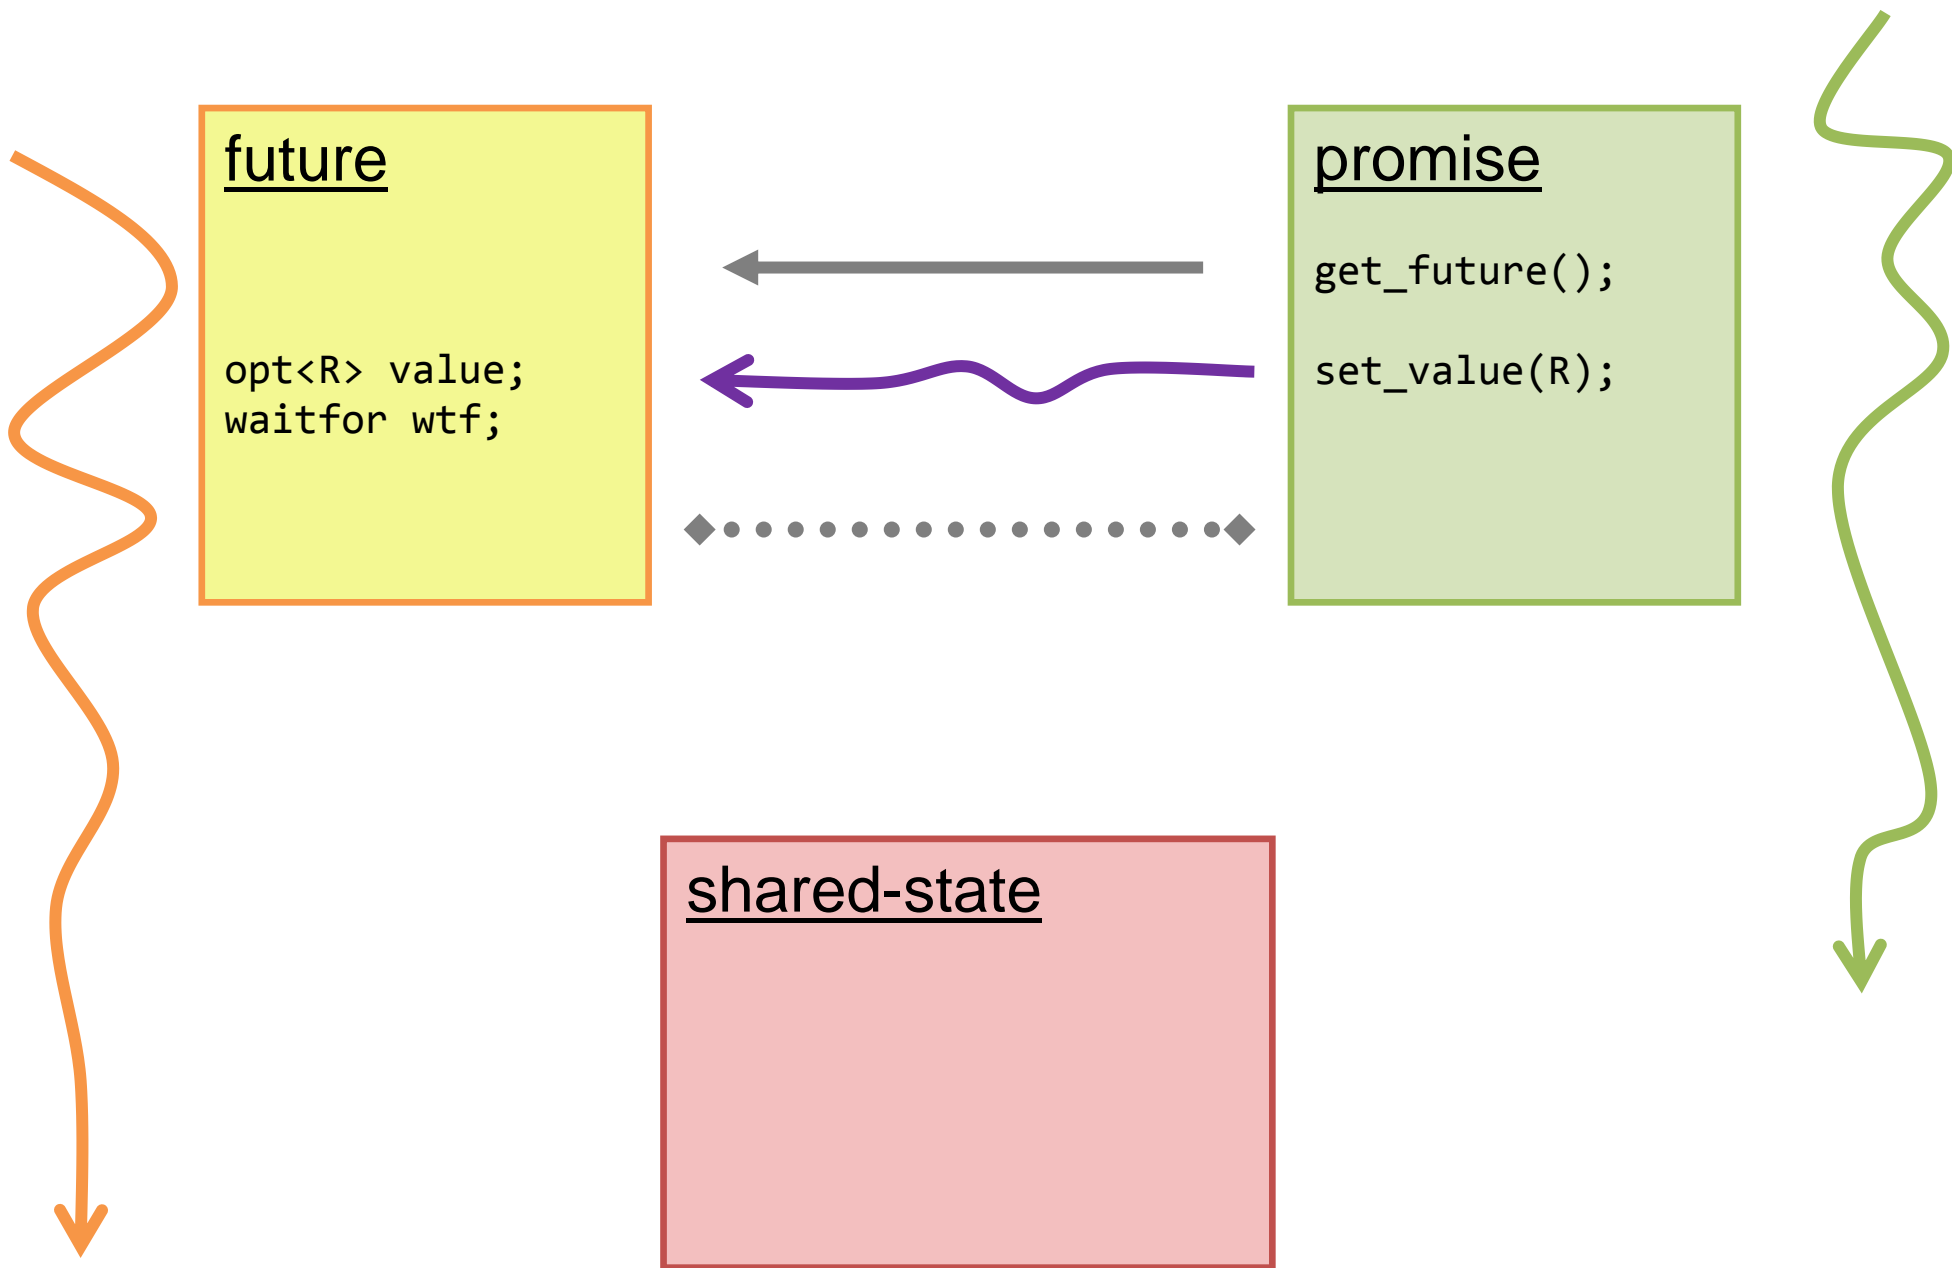 future
opt<R> value;
waitfor wtf;
promise
get_future();
set_value(R);
shared-state